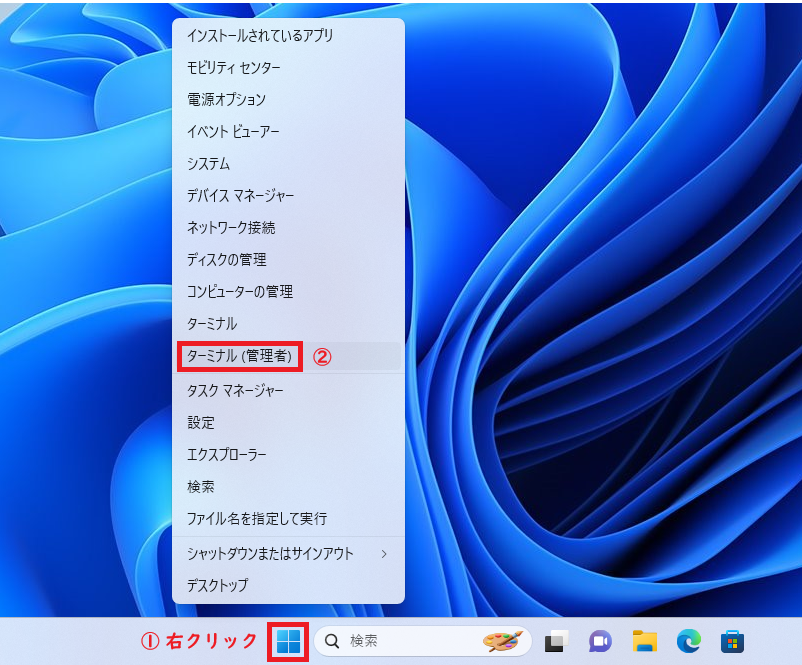 インストールされているアプリ
モビリティ センター
電源オプション
イベント ビューアー
システム
デバイス マネージャー
ネットワーク接続
ディスクの管理
コンピューターの管理
ターミナル
ターミナル (管理者) ②
タスク マネージャー
設定
エクスプローラー
検索
ファイル名を指定して実行
シャットダウンまたはサインアウト
デスクトップ
① 右クリック 検索